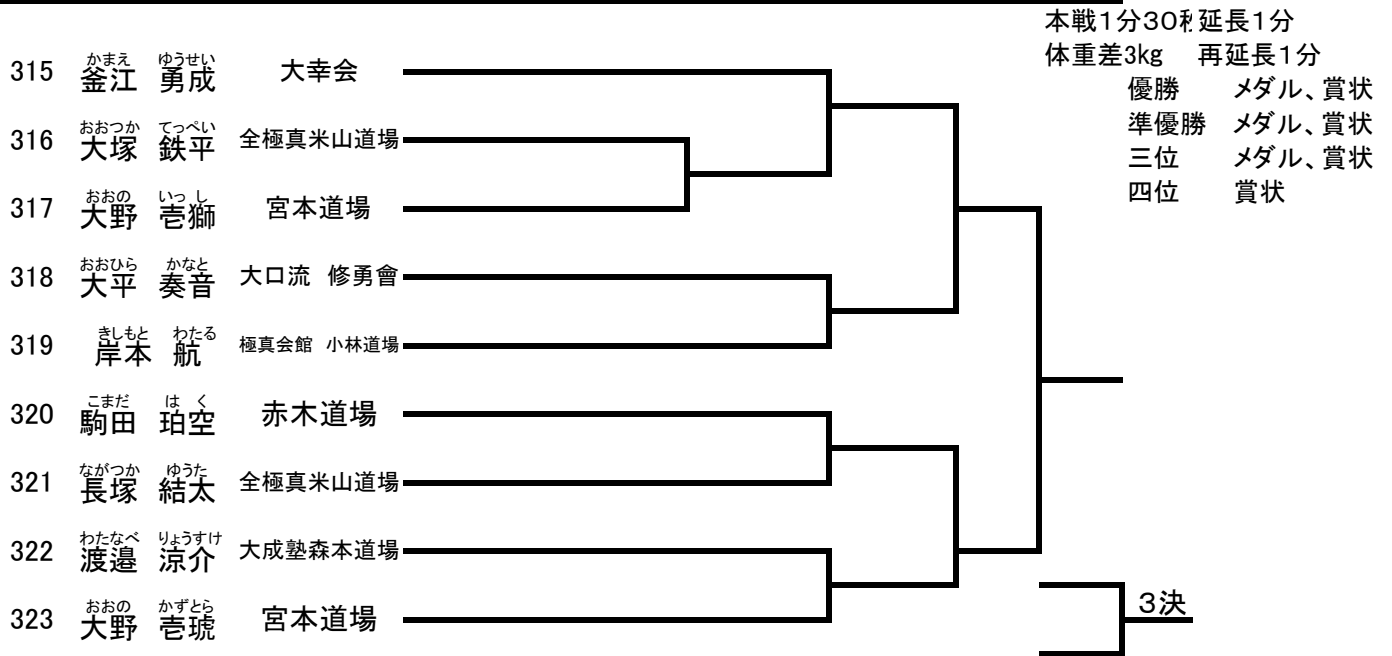 本戦1分30秒 延長1分
体重差3kg 再延長1分
優勝 メダル、賞状
準優勝 メダル、賞状
三位 メダル、賞状
四位 賞状
かまえ ゆうせい
315 釜江 勇成 大幸会
おおつか てっぺい
316 大塚 鉄平 全極真米山道場
おおの いっし
317 大野 壱獅 宮本道場
おおひら かなと
318 大平 奏音 大口流 修勇會
きしもと わたる
319 岸本 航 極真会館 小林道場
こまだ はく
320 駒田 珀空 赤木道場
ながつか ゆうた
321 長塚 結太 全極真米山道場
わたなべ りょうすけ
322 渡邉 涼介 大成塾森本道場
おおの かずとら
323 大野 壱琥 宮本道場
3決